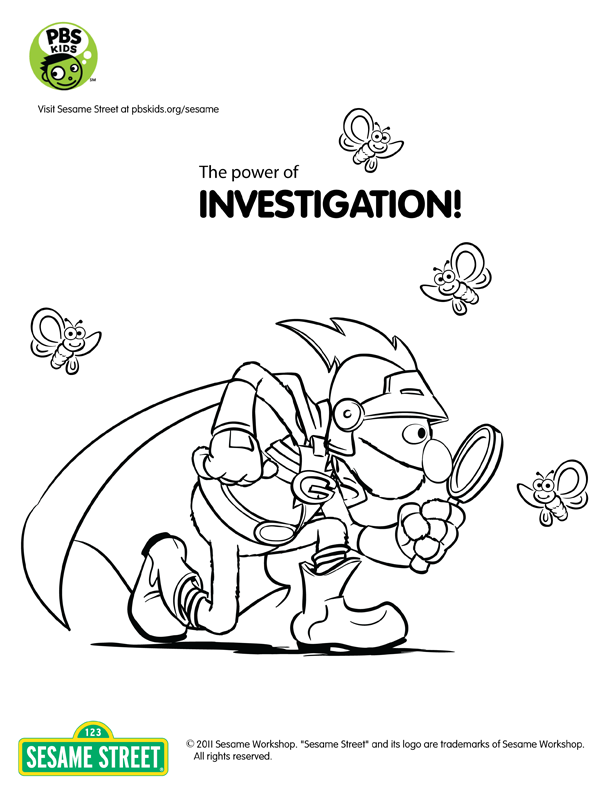 PBS
KIDS
Visit Sesame Street at pbskids.org/sesame
The power of
INVESTIGATION!
G
123
SESAME STREET
© 2011 Sesame Workshop. "Sesame Street" and its logo are trademarks of Sesame Workshop.
All rights reserved.